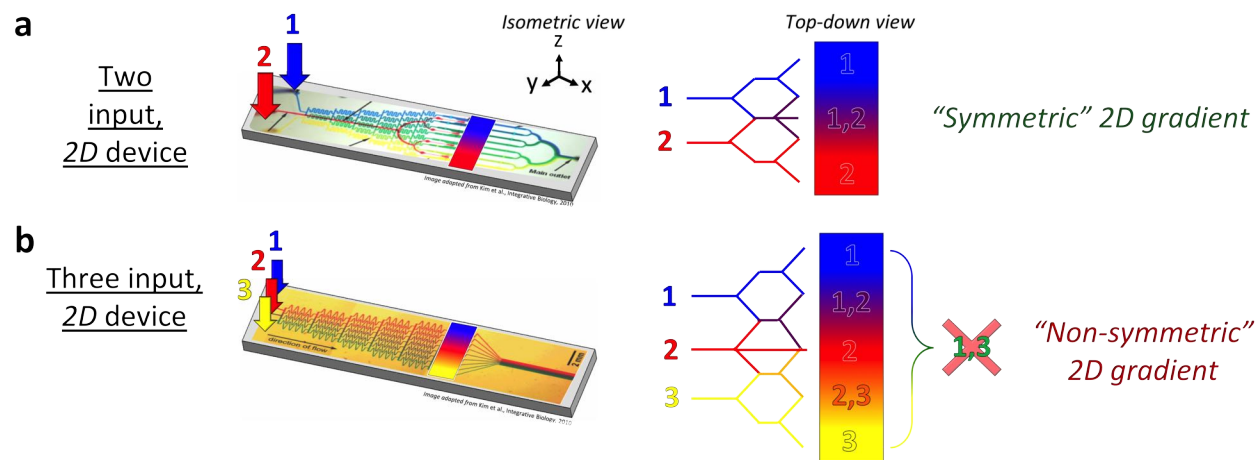 a
Two
input,
2D device
1
2
Isometric view
z
y
x
Main outlet
Image adapted from Kim et al., Integrative Biology, 2010
Top-down view
1
2
1
1,2
2
“Symmetric” 2D gradient
b
Three input,
2D device
1
2
3
direction of flow
2 mm
Image adapted from Kim et al., Integrative Biology, 2010
1
2
3
1
1,2
2
2,3
3
1,3
“Non-symmetric”
2D gradient